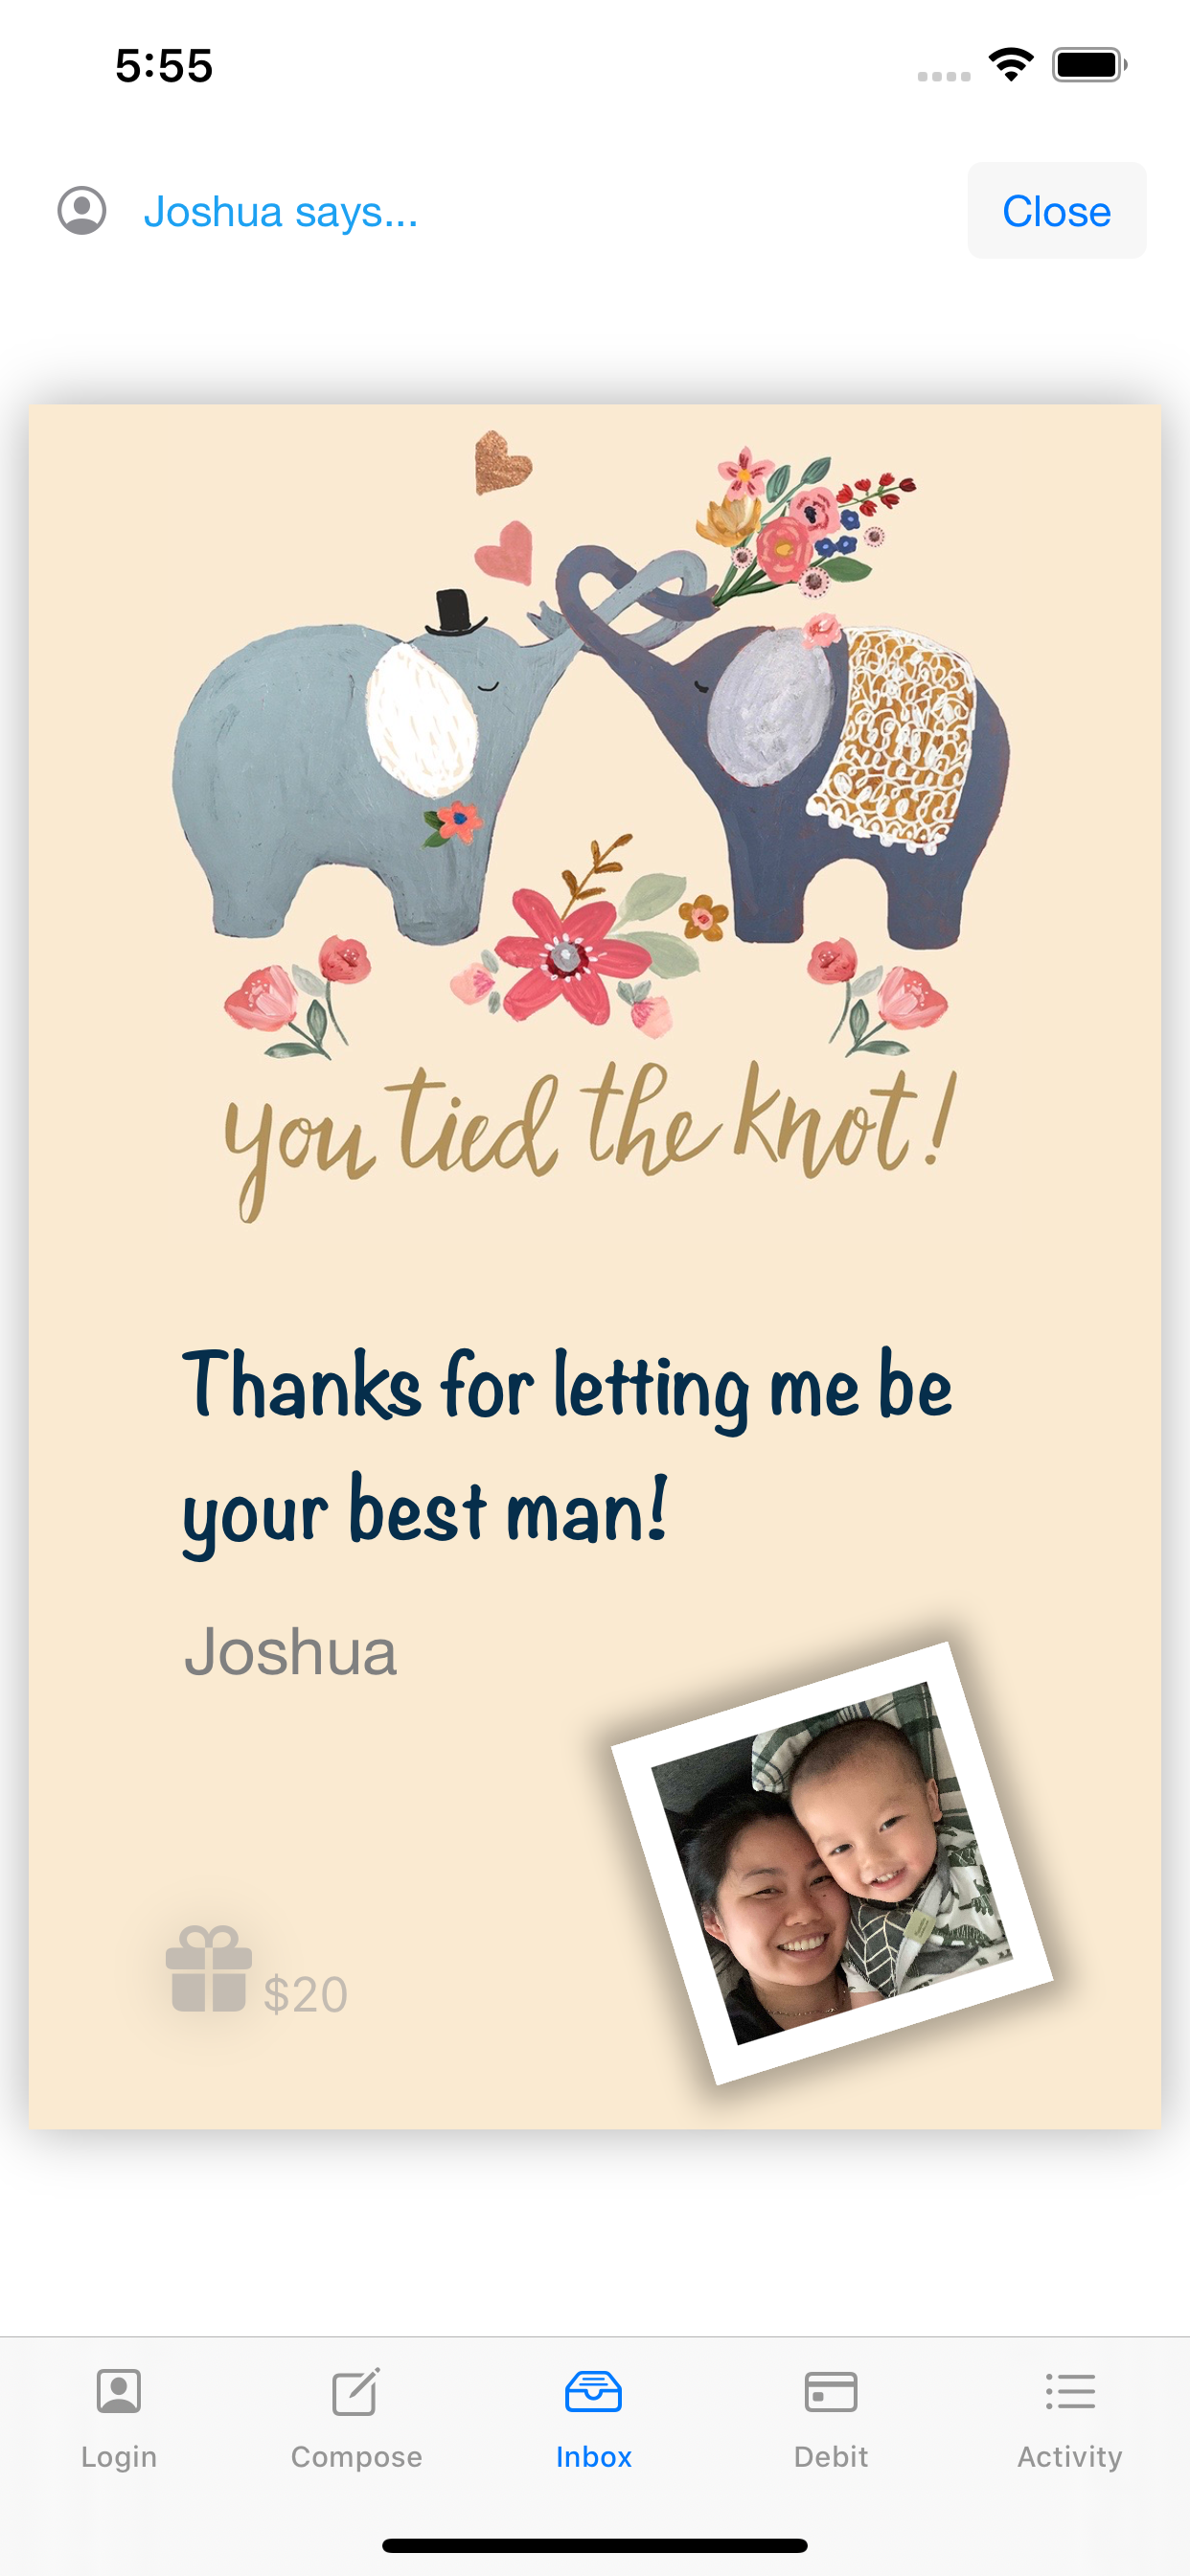 5:55
Joshua says...
Close
you tied the knot!
Thanks for letting me be
your best man!
Joshua
$20
Login
Compose
Inbox
Debit
Activity